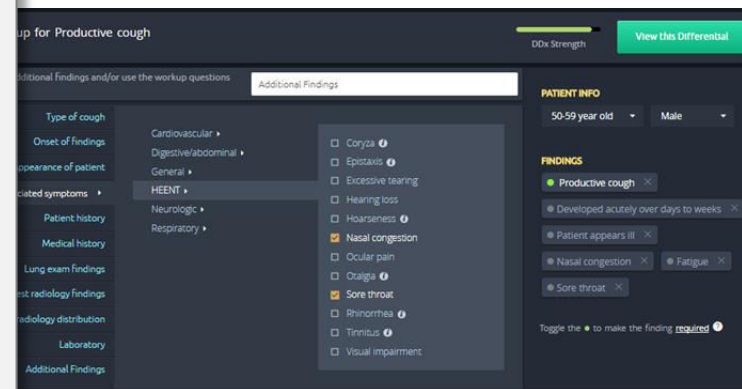 up for Productive cough
DDx Strength
View this Differential
dditional findings and/or use the workup questions
Additional Findings
Type of cough
Onset of findings
ppearance of patient
ciated symptoms
Patient history
Medical history
Lung exam findings
est radiology findings
radiology distribution
Laboratory
Additional Findings
Cardiovascular
Digestive/abdominal
General
HEENT
Neurologic
Respiratory
Coryza
Epistaxis
Excessive tearing
Hearing loss
Hoarseness
Nasal congestion
Ocular pain
Otalgia
Sore throat
Rhinorrhea
Tinnitus
Visual impairment
PATIENT INFO
50-59 year old Male
FINDINGS
Productive cough ×
Developed acutely over days to weeks ×
Patient appears ill ×
Nasal congestion × Fatigue ×
Sore throat ×
Toggle the ● to make the finding required ?